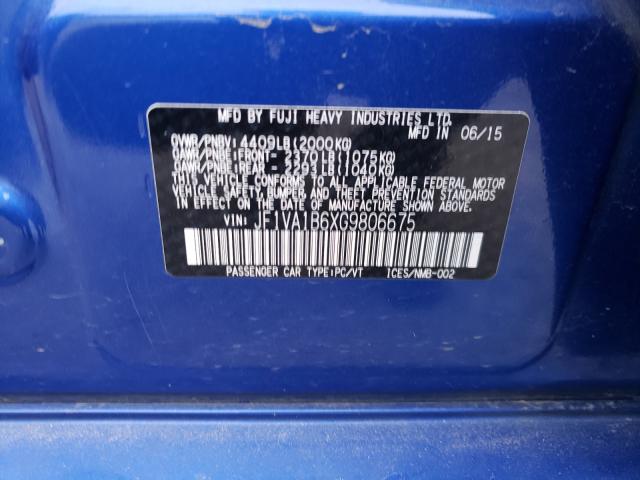 MFD BY FUJI HEAVY INDUSTRIES LTD.
MFD IN 06/15
GVWR/PNBV: 4409LB(2000KG)
GAWR/PNBE:FRONT- 2370LB(1075KG)
GAWR/PNBE:REAR - 2293LB(1040KG)
THIS VEHICLE CONFORMS TO ALL APPLICABLE FEDERAL MOTOR
VEHICLE SAFETY, BUMPER, AND THEFT PREVENTION STANDARDS
IN EFFECT ON THE DATE OF MANUFACTURE SHOWN ABOVE.
VIN: JF1VA1B6XG9806675
PASSENGER CAR TYPE:PC/VT ICES/NMB-002